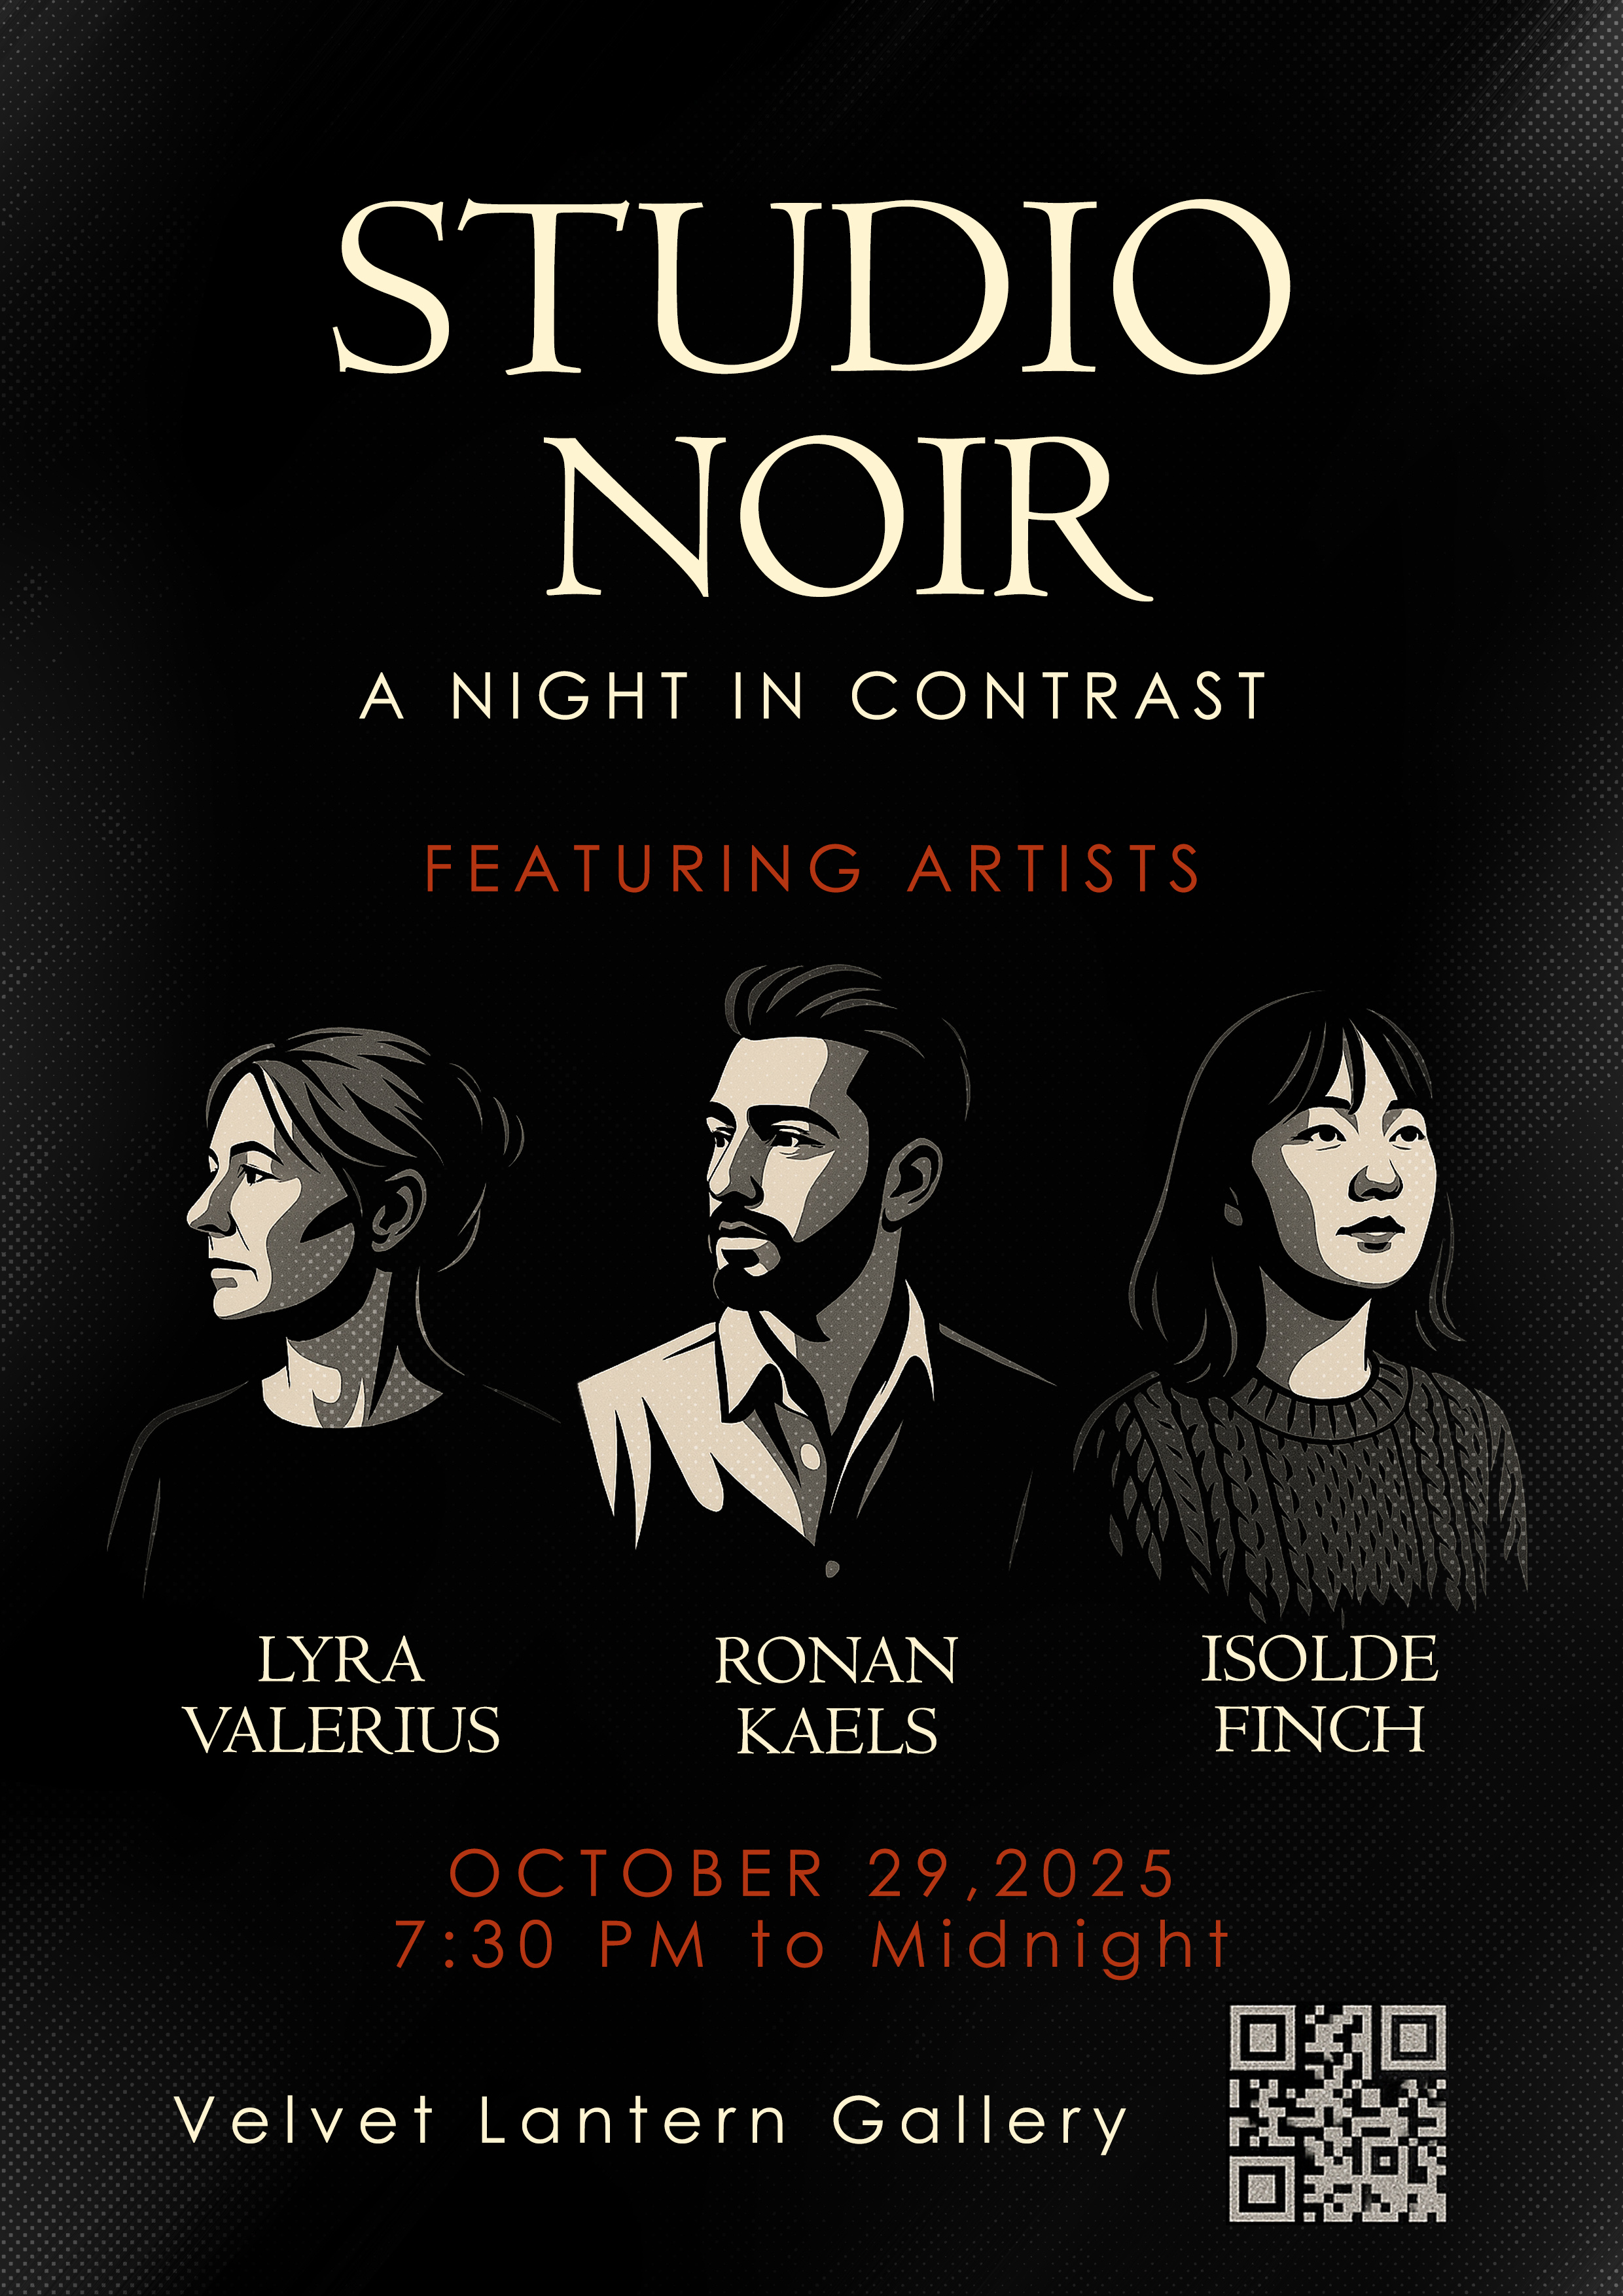 STUDIO
NOIR
A NIGHT IN CONTRAST
FEATURING ARTISTS
LYRA
VALERIUS
RONAN
KAELS
ISOLDE
FINCH
OCTOBER 29,2025
7:30 PM to Midnight
Velvet Lantern Gallery